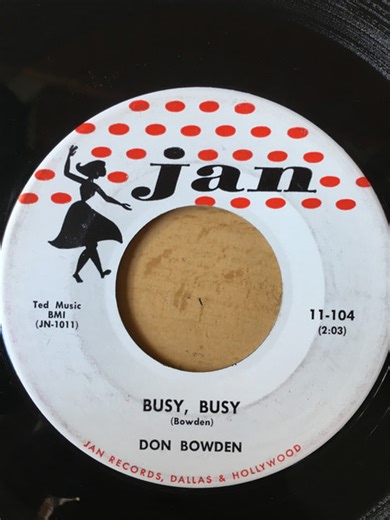 jan
Ted Music
BMI
(JN-1011)
11-104
(2:03)
BUSY, BUSY
(Bowden)
DON BOWDEN
JAN RECORDS, DALLAS & HOLLYWOOD